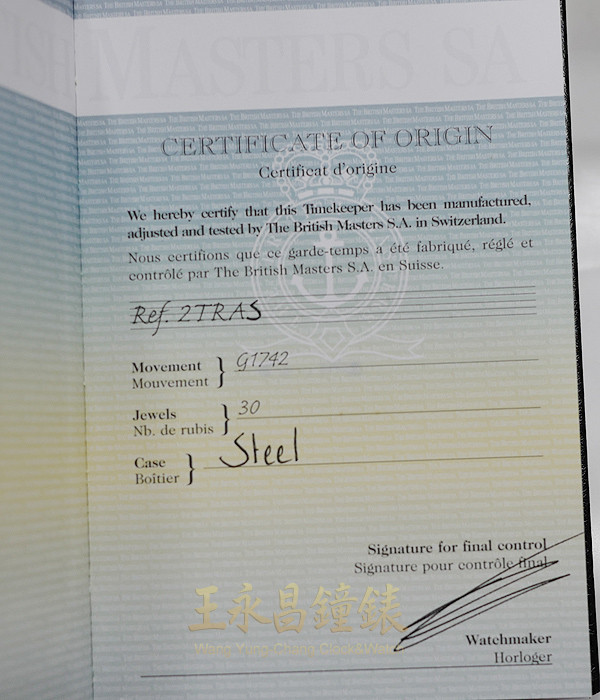 ISH MASTERS SA
CERTIFICATE OF ORIGIN
Certificat d'origine
We hereby certify that this Timekeeper has been manufactured,
adjusted and tested by The British Masters S.A. in Switzerland.
Nous certifions que ce garde-temps a été fabriqué, réglé et
contrôlé par The British Masters S.A. en Suisse.
Ref. 2TRAS
Movement G1742
Mouvement
Jewels 30
Nb. de rubis
Case Steel
Boîtier
Signature for final control
Signature pour contrôle final
王永昌鐘錶
Watchmaker
Horloger